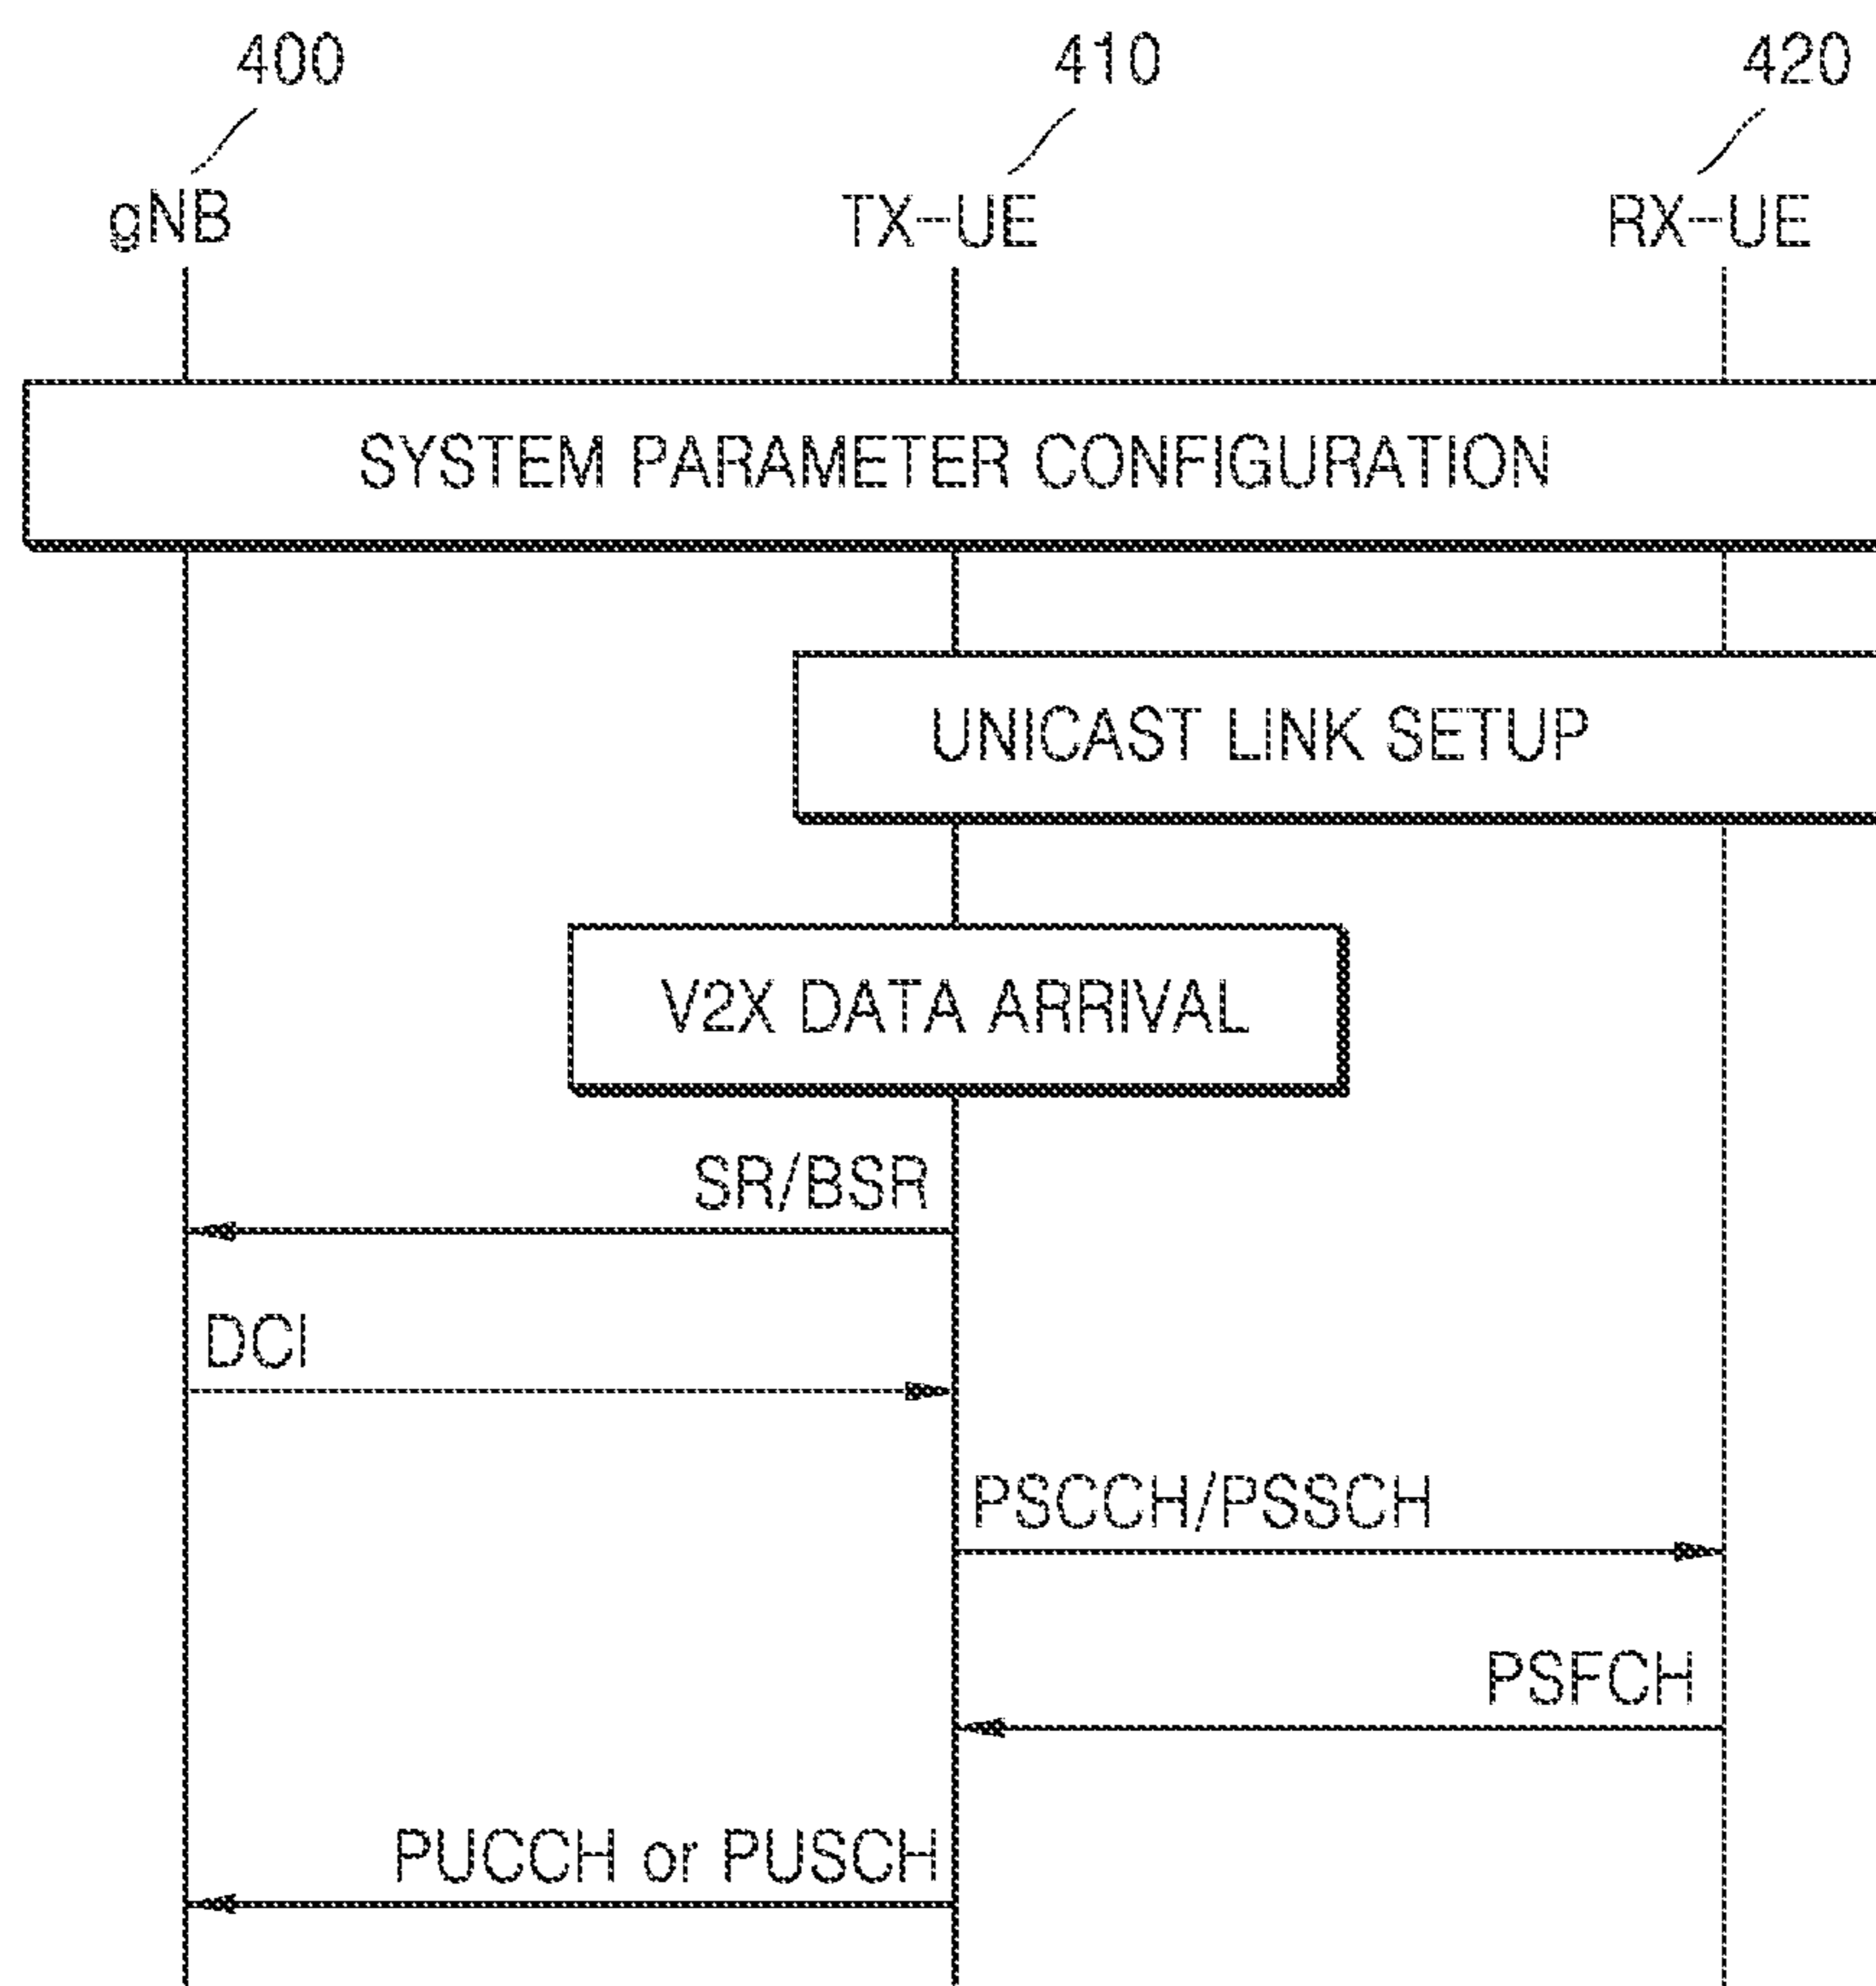 400 410 420
gNB TX-UE RX-UE
SYSTEM PARAMETER CONFIGURATION
UNICAST LINK SETUP
V2X DATA ARRIVAL
SR/BSR
DCI
PSCCH/PSSCH
PSFCH
PUCCH or PUSCH